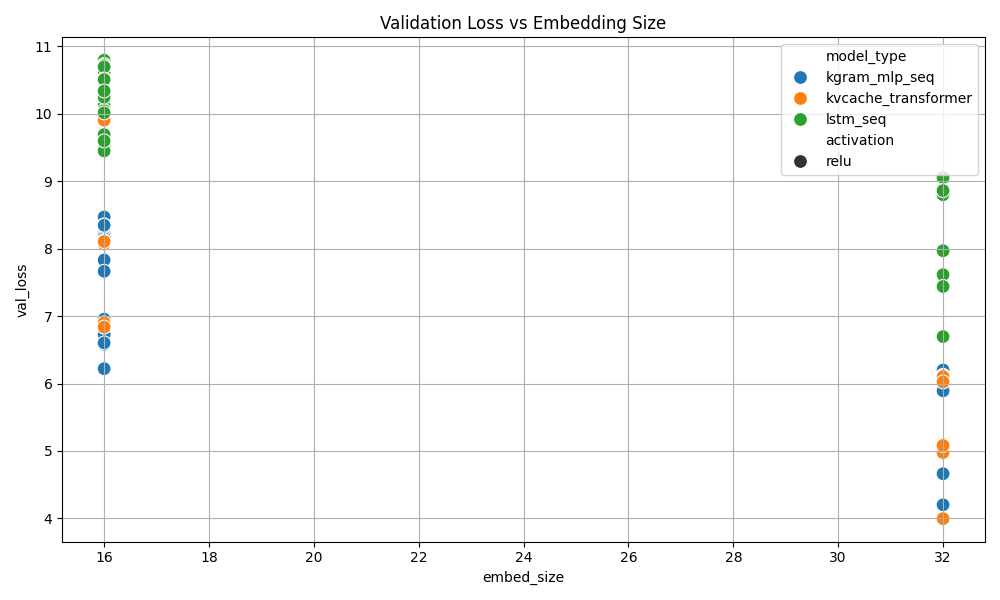 Validation Loss vs Embedding Size
model_type
kgram_mlp_seq
kvcache_transformer
lstm_seq
activation
relu
val_loss
11
10
9
8
7
6
5
4
16
18
20
22
24
26
28
30
32
embed_size